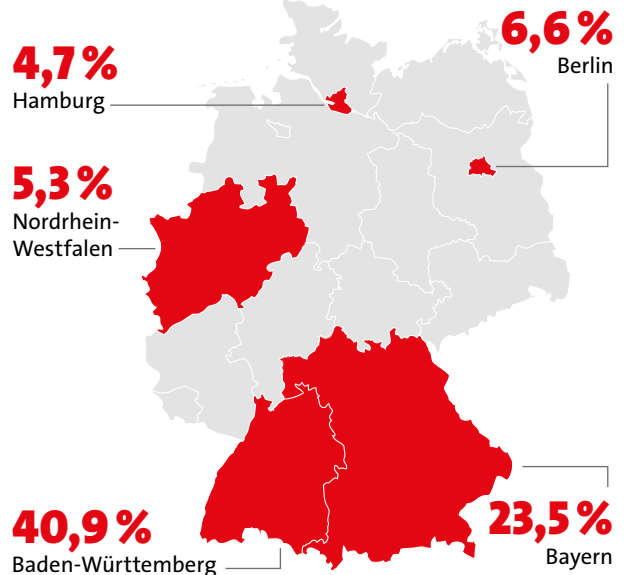 4,7 %
Hamburg
6,6 %
Berlin
5,3 %
Nordrhein-
Westfalen
40,9 %
Baden-Württemberg
23,5 %
Bayern